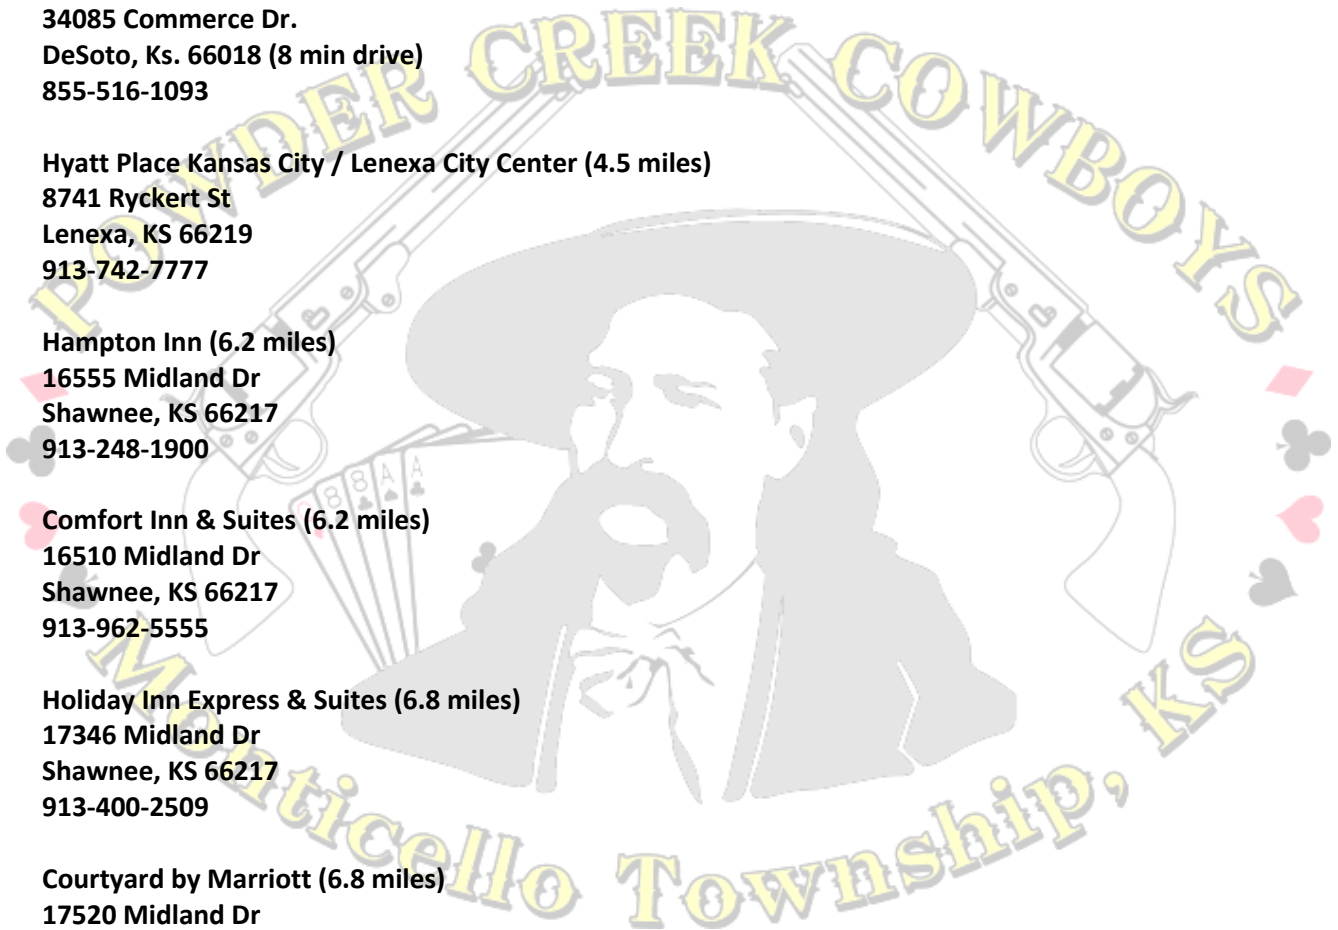 34085 Commerce Dr.
DeSoto, Ks. 66018 (8 min drive)
855-516-1093
Hyatt Place Kansas City / Lenexa City Center (4.5 miles)
8741 Ryckert St
Lenexa, KS 66219
913-742-7777
Hampton Inn (6.2 miles)
16555 Midland Dr
Shawnee, KS 66217
913-248-1900
Comfort Inn & Suites (6.2 miles)
16510 Midland Dr
Shawnee, KS 66217
913-962-5555
Holiday Inn Express & Suites (6.8 miles)
17346 Midland Dr
Shawnee, KS 66217
913-400-2509
Courtyard by Marriott (6.8 miles)
17520 Midland Dr
POWDER CREEK COWBOYS
8 8 A A
Monticello Township, KS